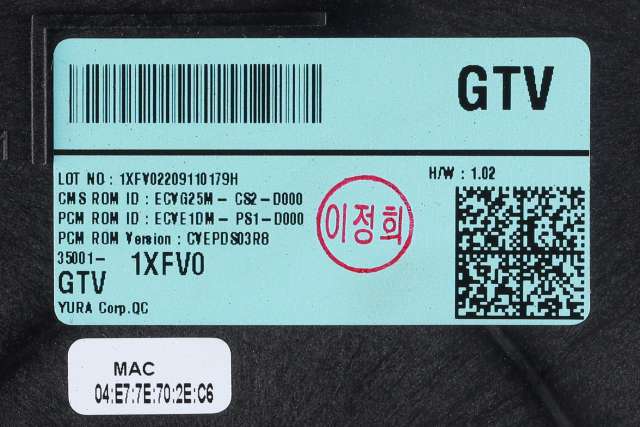 GTV
LOT NO : 1XFV02209110179H
H/W : 1.02
CMS ROM ID : ECVG25M - CS2-D000
PCM ROM ID : ECVE1DM - PS1-D000
PCM ROM Version : CVEPDS03R8
이정희
35001-
1XFV0
GTV
YURA Corp.QC
MAC
04:E7:7E:70:2E:C6